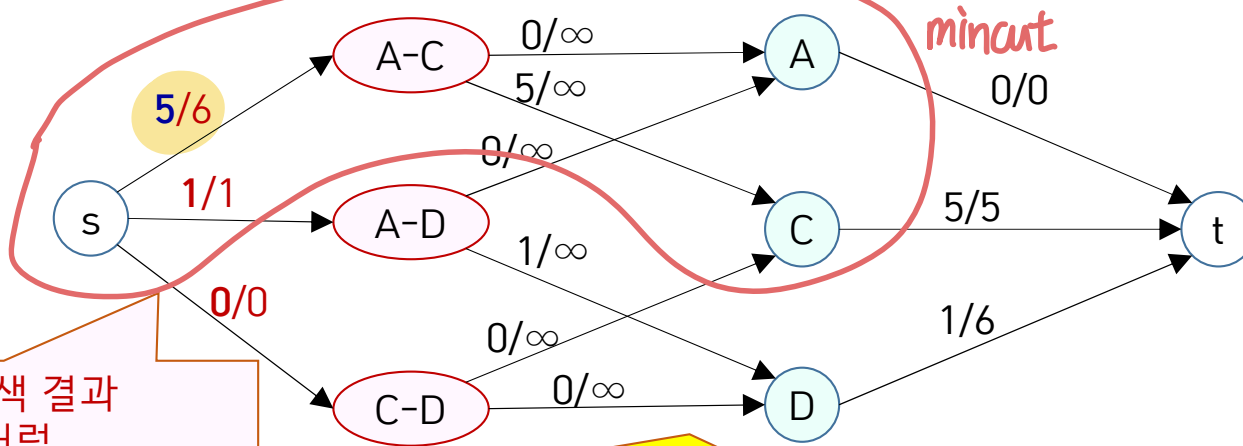 mincut
A-C
0/∞
A
5/6
5/∞
0/0
0/∞
1/1
s
A-D
C
5/5
t
1/∞
0/0
0/∞
1/6
C-D
0/∞
D
색 결과